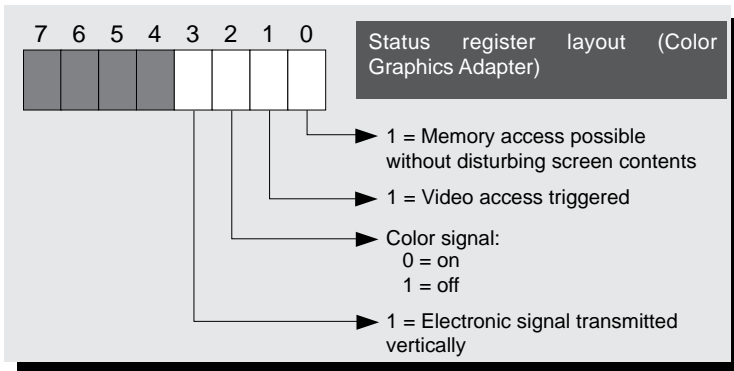 7 6 5 4 3 2 1 0
Status register layout (Color
Graphics Adapter)
1 = Memory access possible
without disturbing screen contents
1 = Video access triggered
Color signal:
0 = on
1 = off
1 = Electronic signal transmitted
vertically